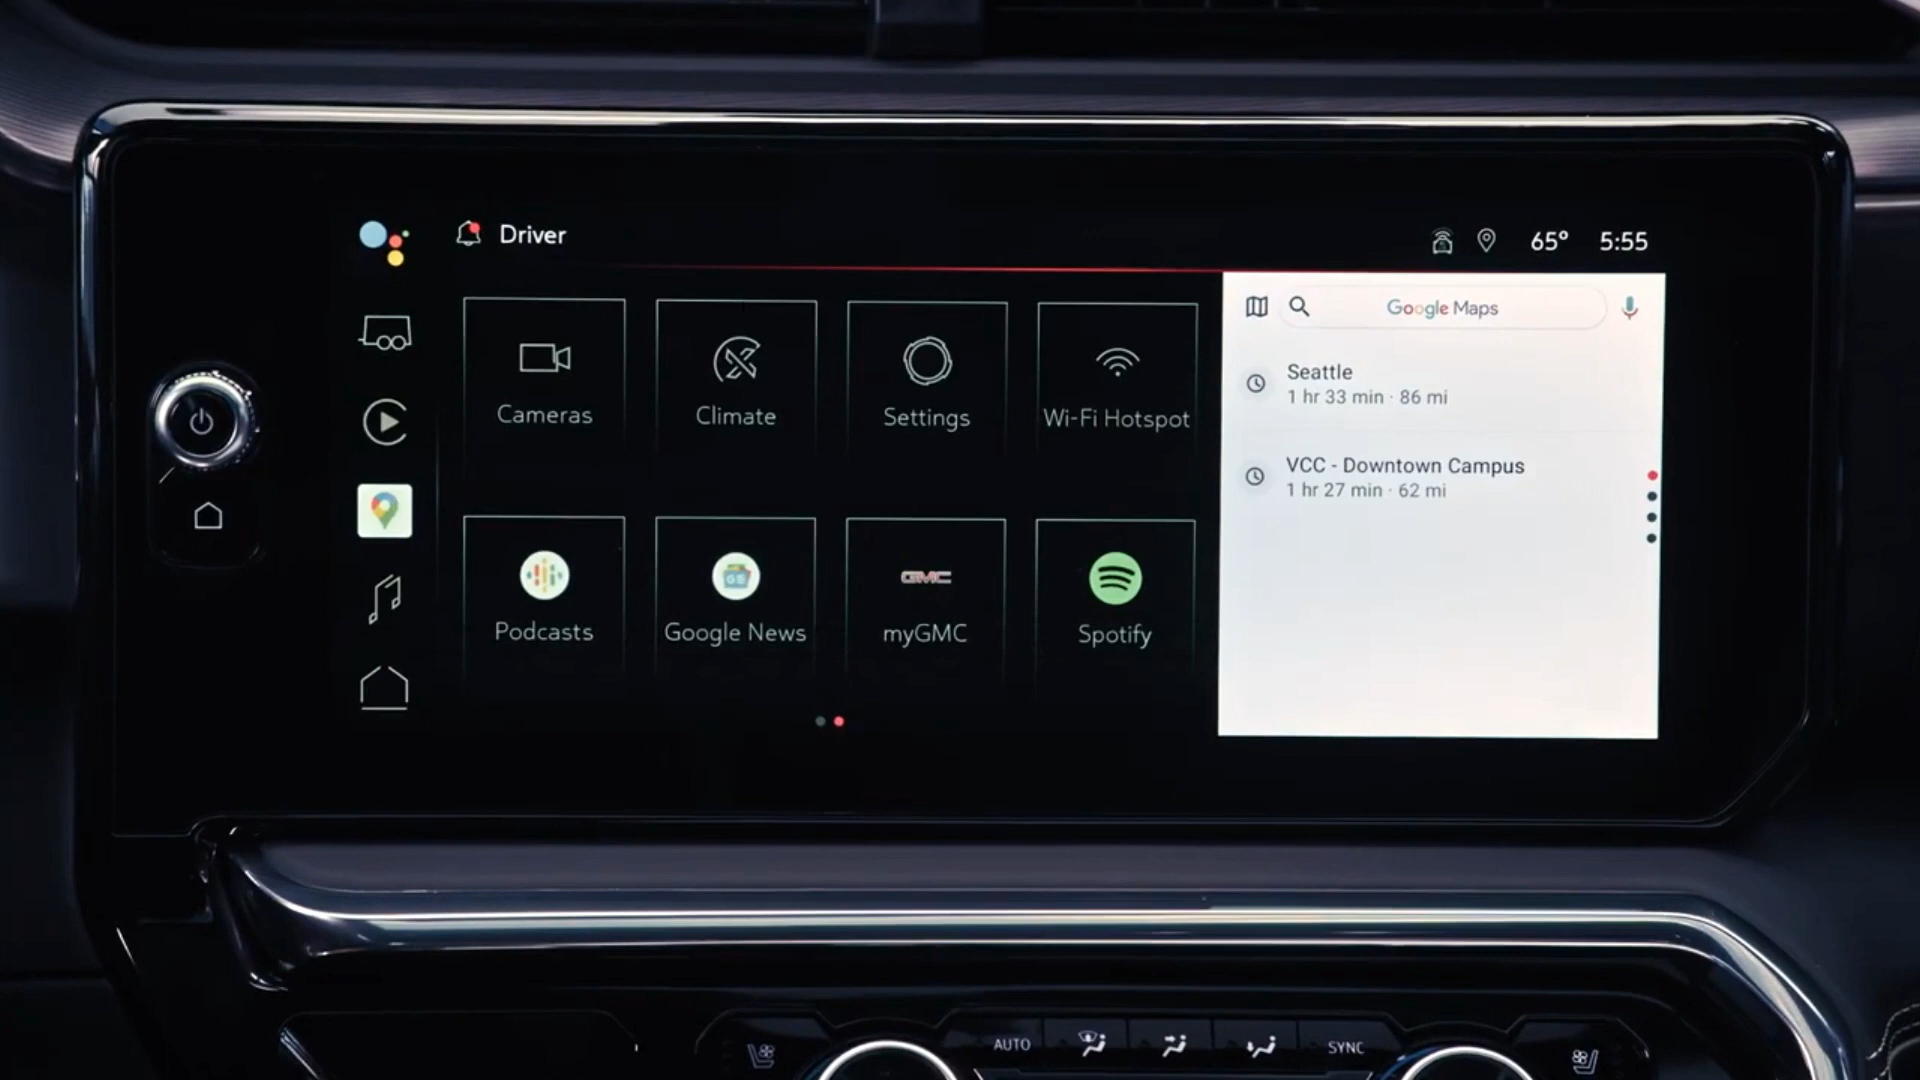 Driver
65° 5:55
Cameras
Climate
Settings
Wi-Fi Hotspot
Podcasts
GE
Google News
GMC
myGMC
Spotify
Google Maps
Seattle
1 hr 33 min · 86 mi
VCC - Downtown Campus
1 hr 27 min · 62 mi
AUTO
SYNC